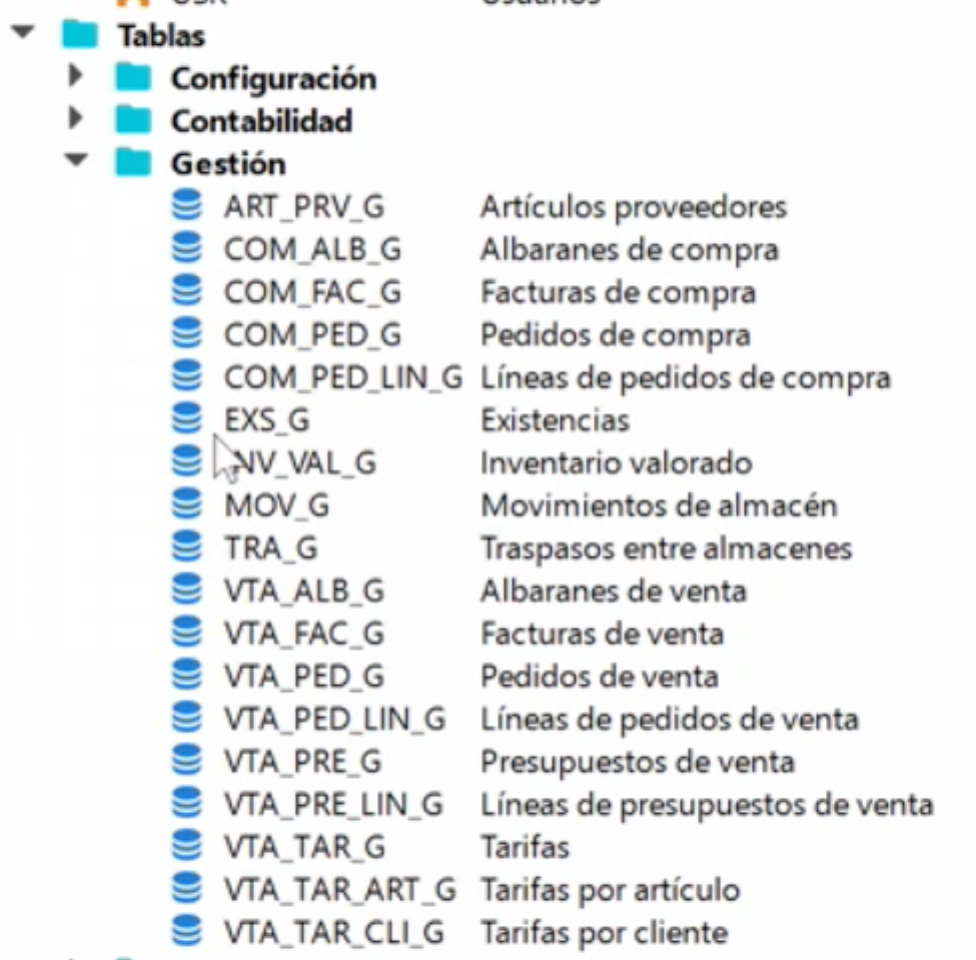 Tablas
Configuración
Contabilidad
Gestión
ART_PRV_G Artículos proveedores
COM_ALB_G Albaranes de compra
COM_FAC_G Facturas de compra
COM_PED_G Pedidos de compra
COM_PED_LIN_G Líneas de pedidos de compra
EXS_G Existencias
INV_VAL_G Inventario valorado
MOV_G Movimientos de almacén
TRA_G Traspasos entre almacenes
VTA_ALB_G Albaranes de venta
VTA_FAC_G Facturas de venta
VTA_PED_G Pedidos de venta
VTA_PED_LIN_G Líneas de pedidos de venta
VTA_PRE_G Presupuestos de venta
VTA_PRE_LIN_G Líneas de presupuestos de venta
VTA_TAR_G Tarifas
VTA_TAR_ART_G Tarifas por artículo
VTA_TAR_CLI_G Tarifas por cliente